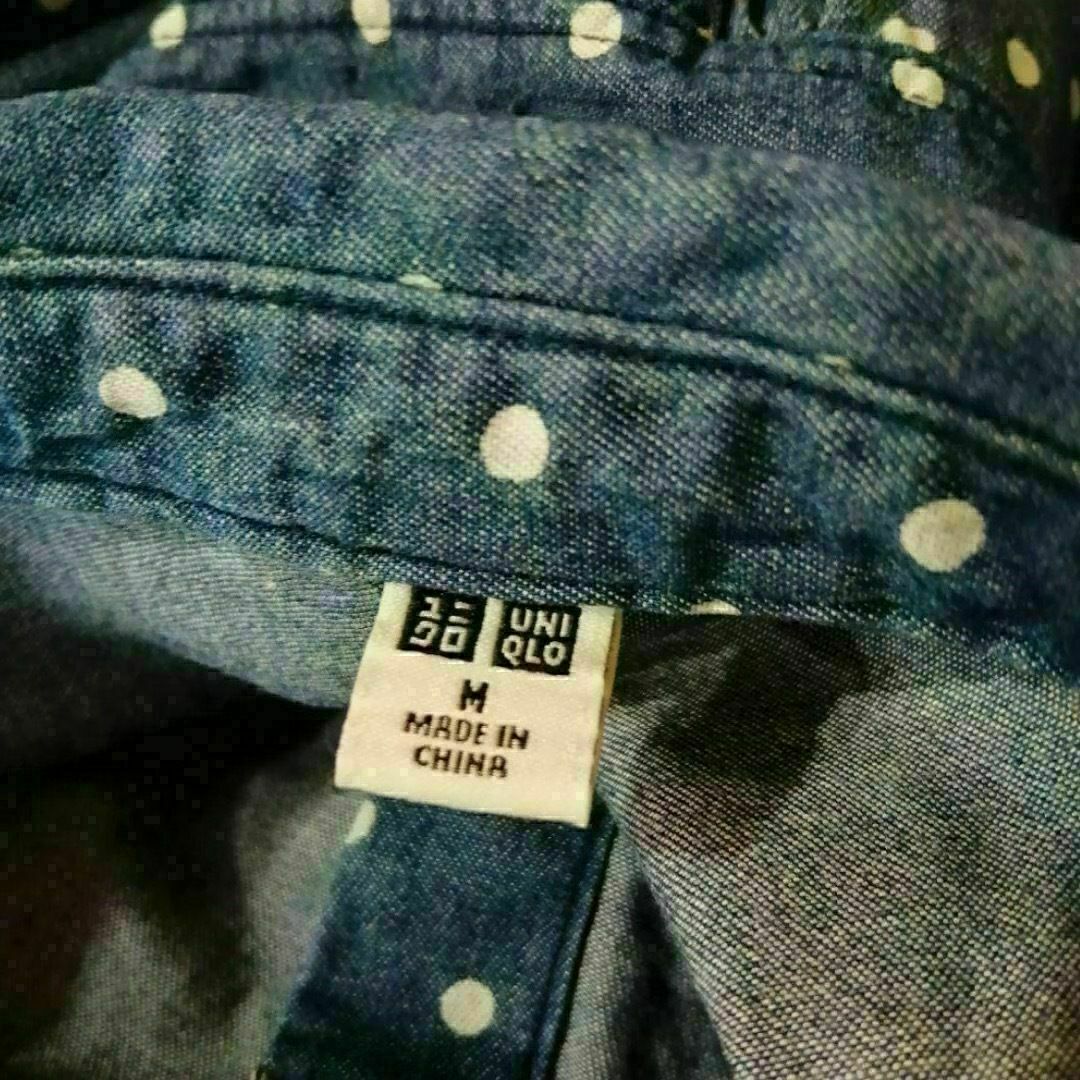 ユニ UNI
クロ QLO
M
MADE IN
CHINA